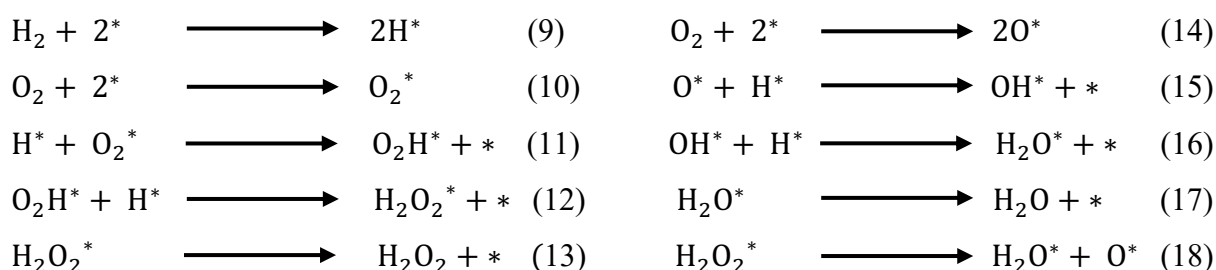 H₂ + 2* ⟶ 2H* (9) O₂ + 2* ⟶ 2O* (14)
O₂ + 2* ⟶ O₂* (10) O* + H* ⟶ OH* + * (15)
H* + O₂* ⟶ O₂H* + * (11) OH* + H* ⟶ H₂O* + * (16)
O₂H* + H* ⟶ H₂O₂* + * (12) H₂O* ⟶ H₂O + * (17)
H₂O₂* ⟶ H₂O₂ + * (13) H₂O₂* ⟶ H₂O* + O* (18)